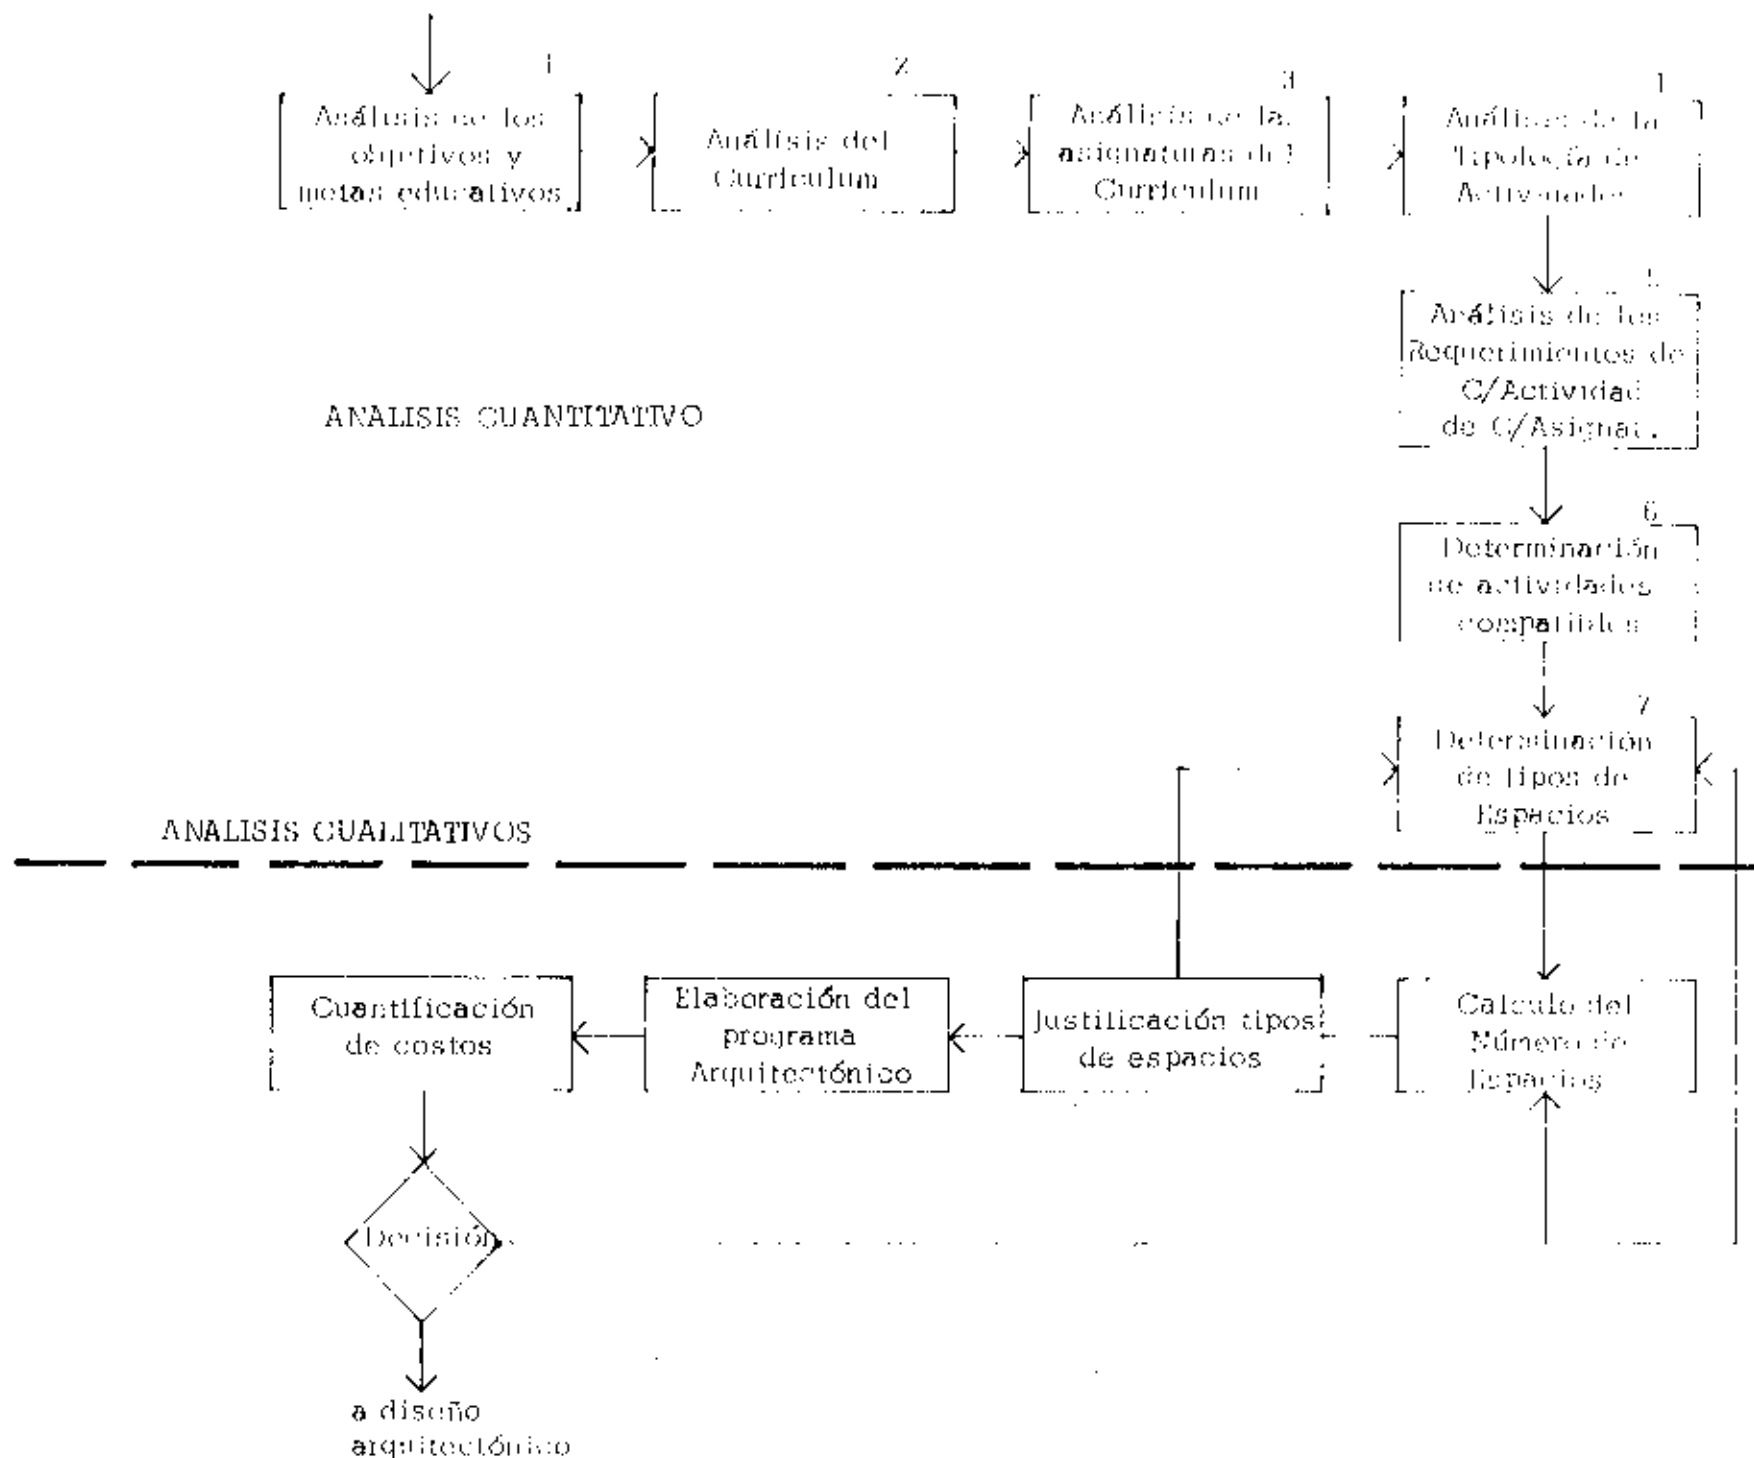 1
Análisis de los
objetivos y
metas educativos
2
Análisis del
Curriculum
3
Análisis de la
asignaturas del
Curriculum
Análisis de la
Tipología de
Actividades
Análisis de los
Requerimientos de
C/Actividad
de C/Asignat.
ANALISIS CUANTITATIVO
6
Determinación
de actividades
compatibles
7
Determinación
de tipos de
Espacios
ANALISIS CUALITATIVOS
Cuantificación
de costos
Elaboración del
programa
Arquitectónico
Justificación tipos
de espacios
Calculo del
Número de
Espacios
Decisión
a diseño
arquitectónico